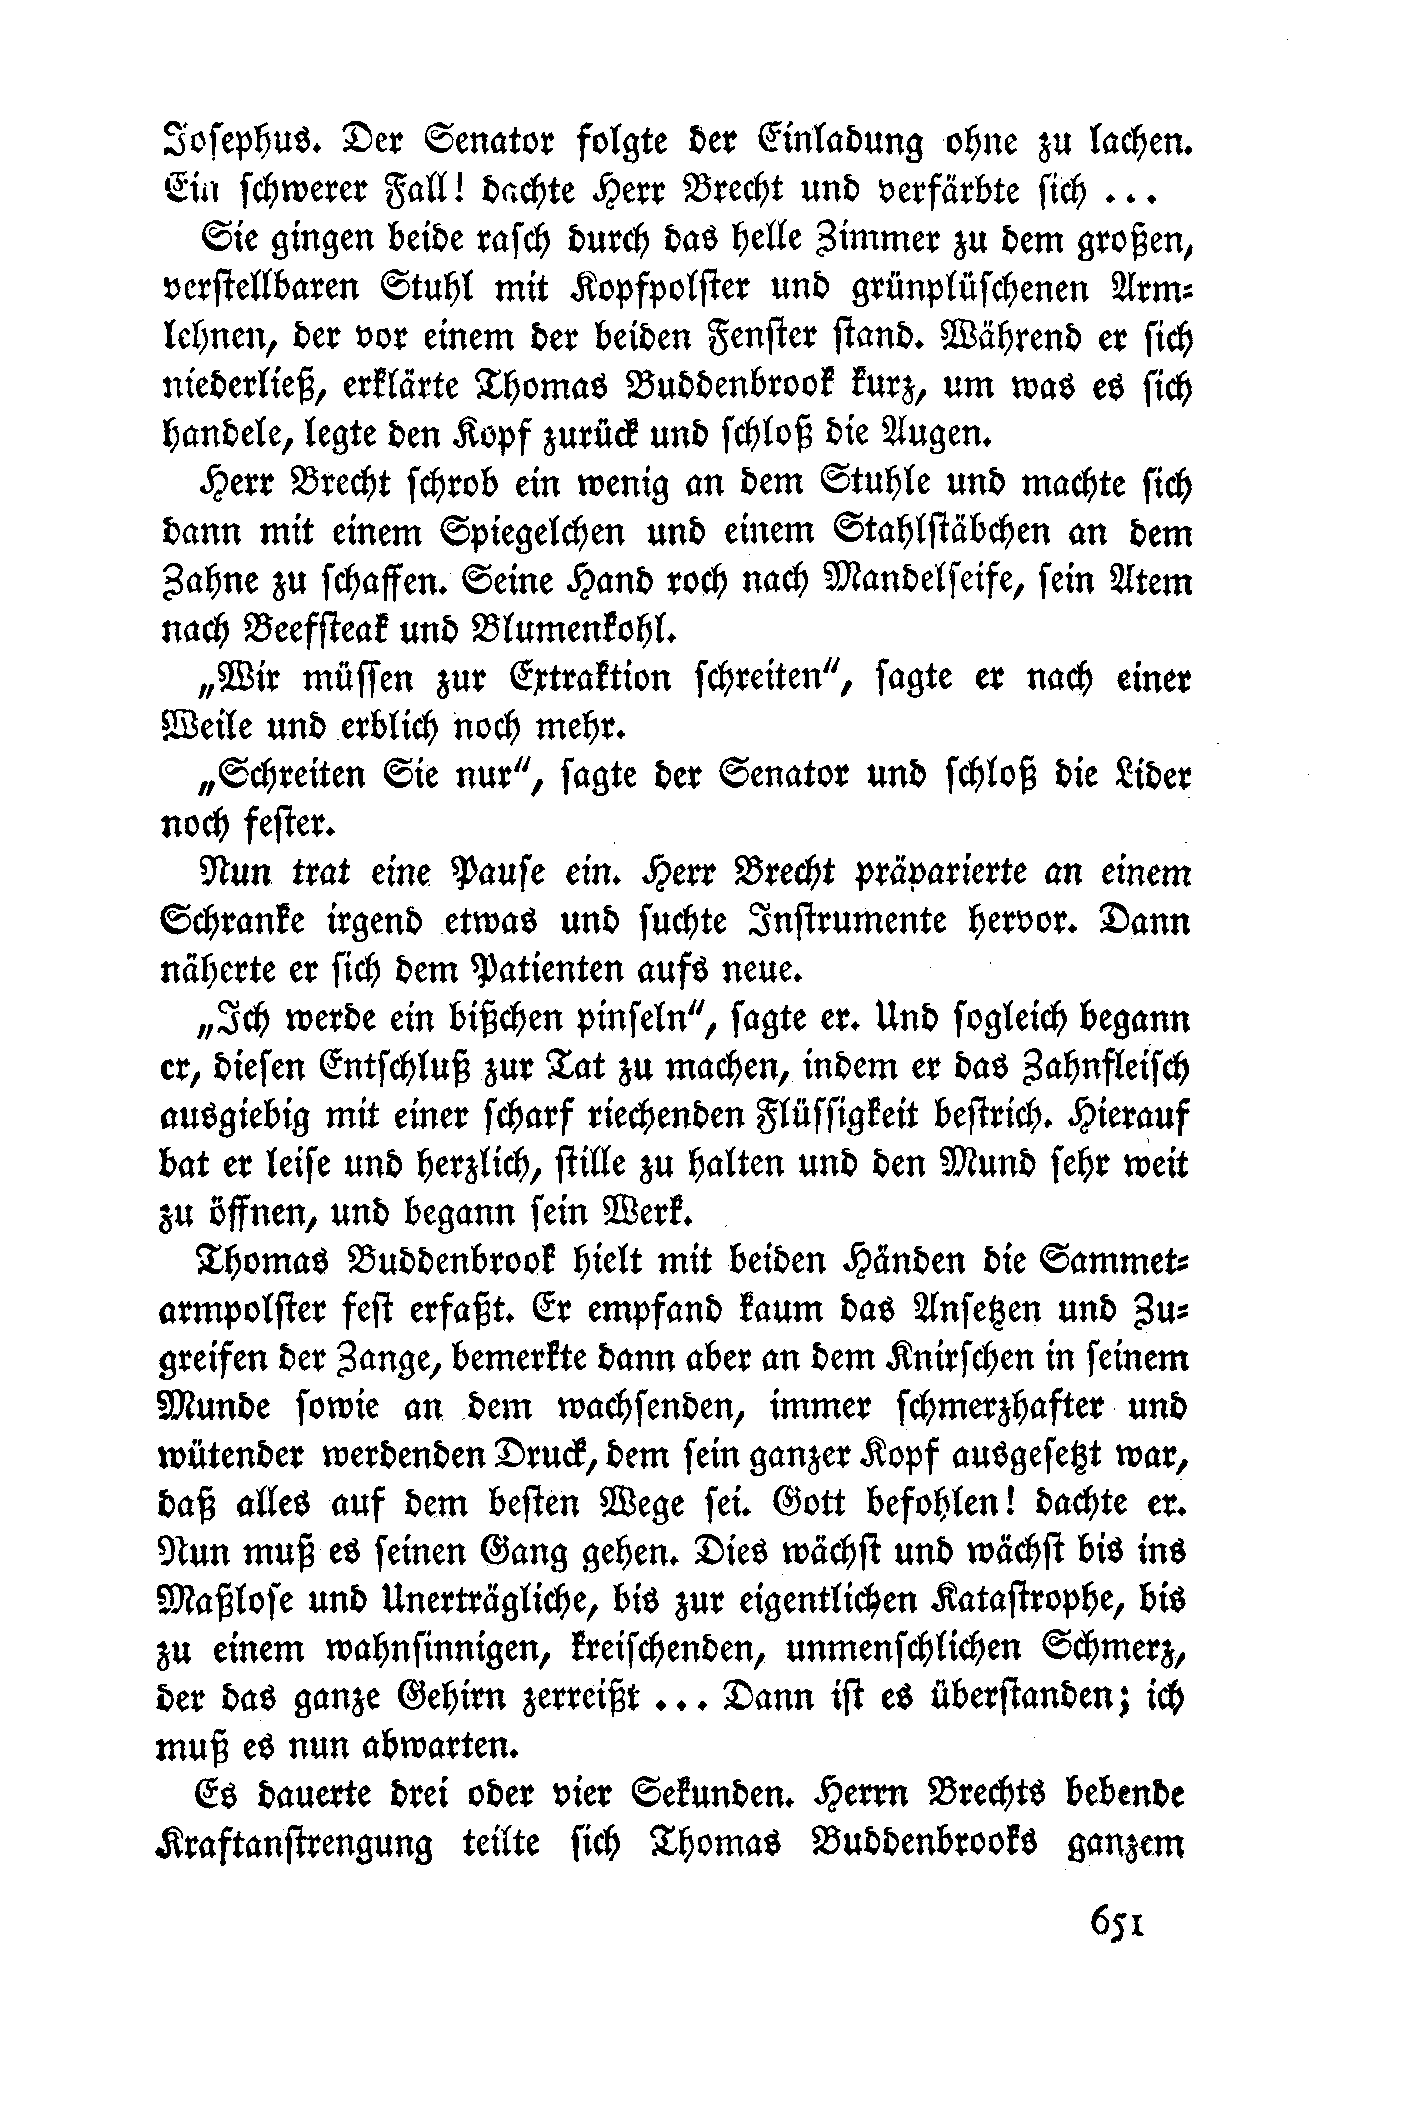 Josephus. Der Senator folgte der Einladung ohne zu lachen.
Ein schwerer Fall! dachte Herr Brecht und verfärbte sich ...
Sie gingen beide rasch durch das helle Zimmer zu dem großen,
verstellbaren Stuhl mit Kopfpolster und grünplüschenen Arm-
lehnen, der vor einem der beiden Fenster stand. Während er sich
niederließ, erklärte Thomas Buddenbrook kurz, um was es sich
handele, legte den Kopf zurück und schloß die Augen.
Herr Brecht schrob ein wenig an dem Stuhle und machte sich
dann mit einem Spiegelchen und einem Stahlstäbchen an dem
Zahne zu schaffen. Seine Hand roch nach Mandelseife, sein Atem
nach Beefsteak und Blumenkohl.
„Wir müssen zur Extraktion schreiten“, sagte er nach einer
Weile und erblich noch mehr.
„Schreiten Sie nur“, sagte der Senator und schloß die Lider
noch fester.
Nun trat eine Pause ein. Herr Brecht präparierte an einem
Schranke irgend etwas und suchte Instrumente hervor. Dann
näherte er sich dem Patienten aufs neue.
„Ich werde ein bißchen pinseln“, sagte er. Und sogleich begann
er, diesen Entschluß zur Tat zu machen, indem er das Zahnfleisch
ausgiebig mit einer scharf riechenden Flüssigkeit bestrich. Hierauf
bat er leise und herzlich, stille zu halten und den Mund sehr weit
zu öffnen, und begann sein Werk.
Thomas Buddenbrook hielt mit beiden Händen die Sammet-
armpolster fest erfaßt. Er empfand kaum das Ansetzen und Zu-
greifen der Zange, bemerkte dann aber an dem Knirschen in seinem
Munde sowie an dem wachsenden, immer schmerzhafter und
wütender werdenden Druck, dem sein ganzer Kopf ausgesetzt war,
daß alles auf dem besten Wege sei. Gott befohlen! dachte er.
Nun muß es seinen Gang gehen. Dies wächst und wächst bis ins
Maßlose und Unerträgliche, bis zur eigentlichen Katastrophe, bis
zu einem wahnsinnigen, kreischenden, unmenschlichen Schmerz,
der das ganze Gehirn zerreißt ... Dann ist es überstanden; ich
muß es nun abwarten.
Es dauerte drei oder vier Sekunden. Herrn Brechts bebende
Kraftanstrengung teilte sich Thomas Buddenbrooks ganzem
651